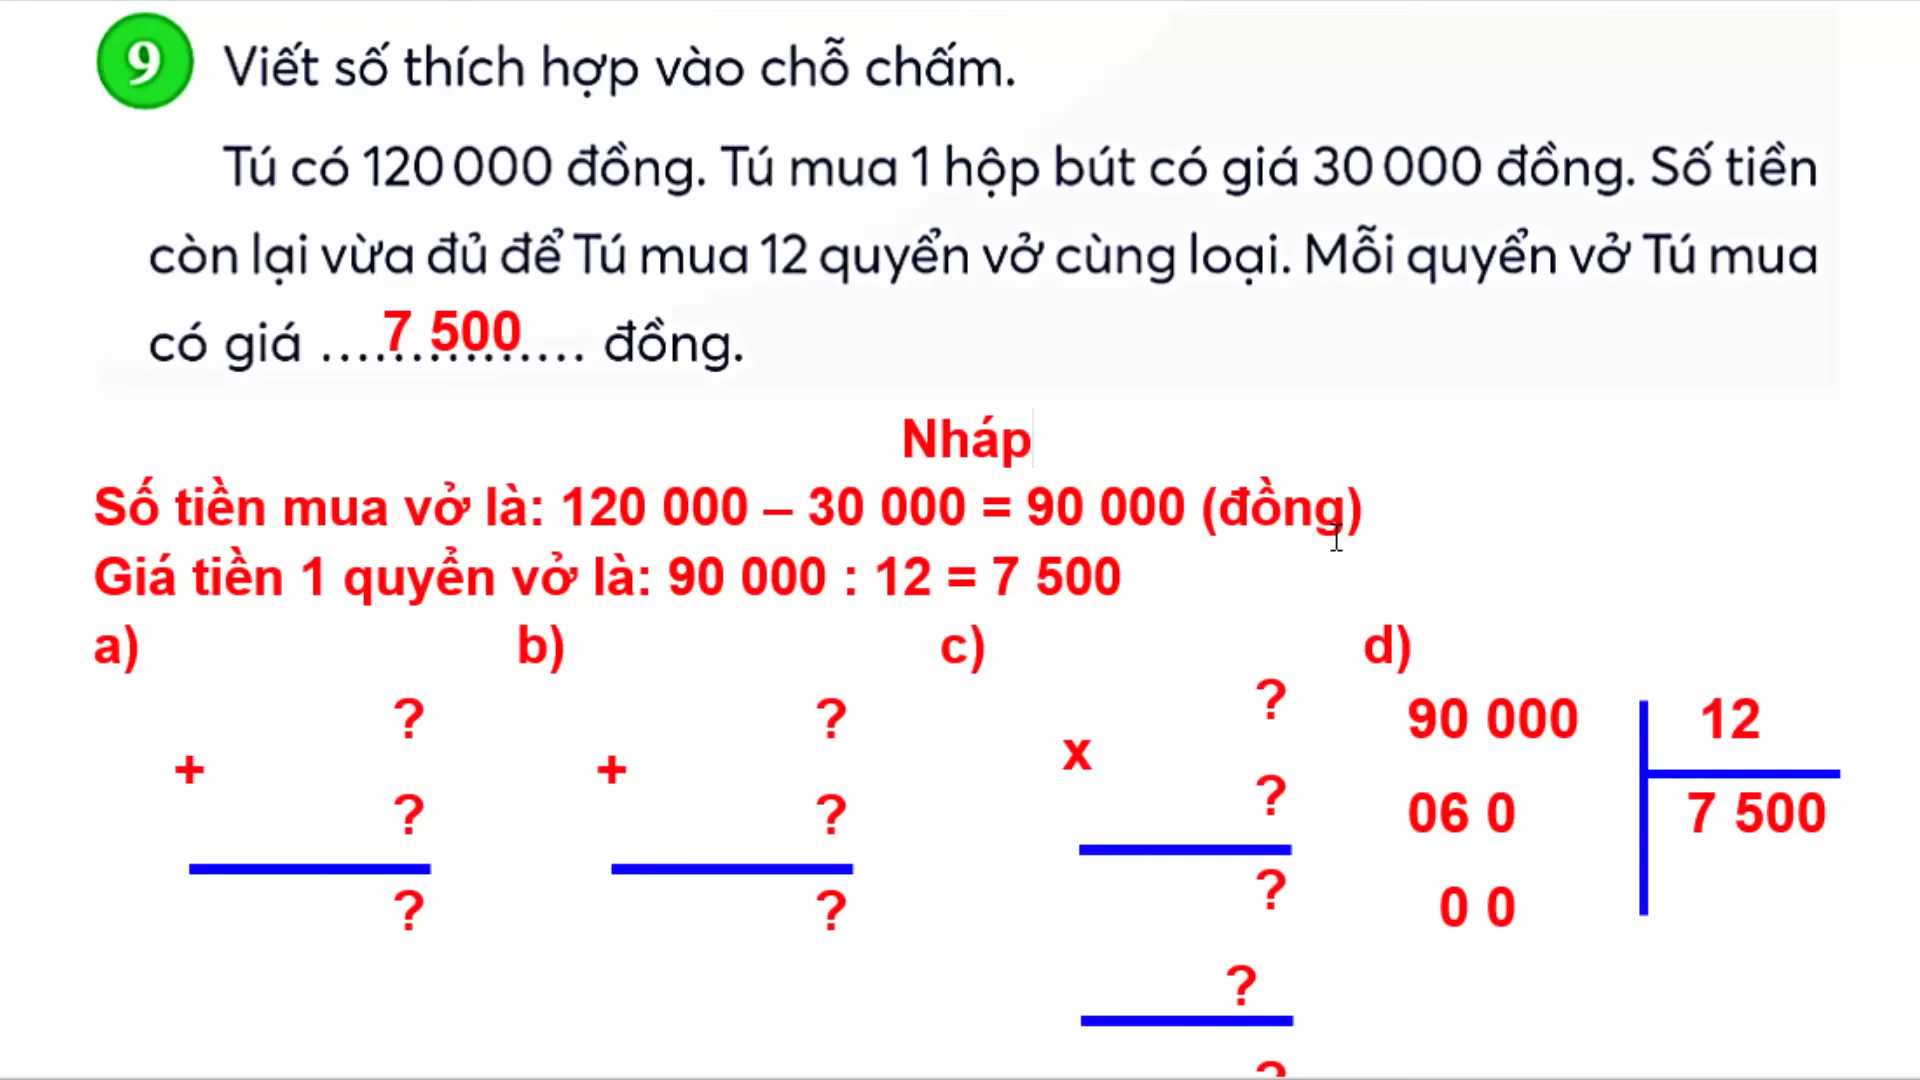 9 Viết số thích hợp vào chỗ chấm.
Tú có 120 000 đồng. Tú mua 1 hộp bút có giá 30 000 đồng. Số tiền
còn lại vừa đủ để Tú mua 12 quyển vở cùng loại. Mỗi quyển vở Tú mua
có giá ....7 500.... đồng.
Nháp
Số tiền mua vở là: 120 000 – 30 000 = 90 000 (đồng)
Giá tiền 1 quyển vở là: 90 000 : 12 = 7 500
a) b) c) d)
? ? ? 90 000 12
+ + x
? ? ? 06 0 7 500
? ? ? 0 0
?
?